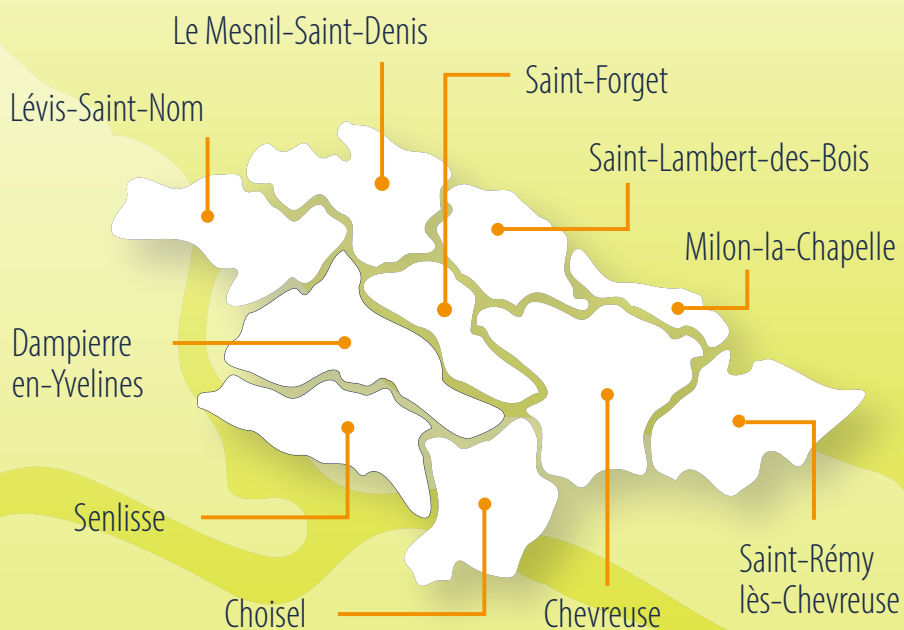 Le Mesnil-Saint-Denis
Saint-Forget
Lévis-Saint-Nom
Saint-Lambert-des-Bois
Milon-la-Chapelle
Dampierre
en-Yvelines
Senlisse
Choisel
Chevreuse
Saint-Rémy
lès-Chevreuse